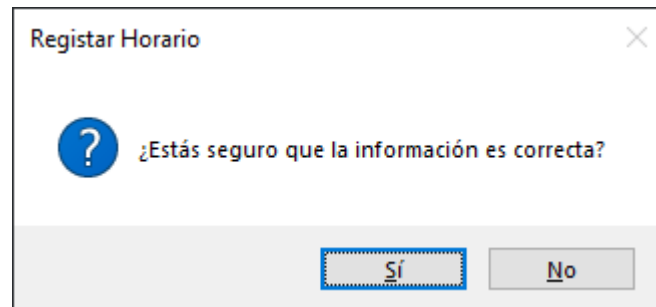 Registar Horario
?
¿Estás seguro que la información es correcta?
Sí
No